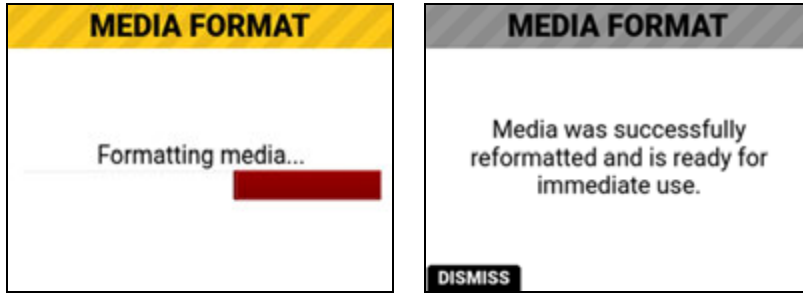 MEDIA FORMAT
Formatting media...
MEDIA FORMAT
Media was successfully
reformatted and is ready for
immediate use.
DISMISS